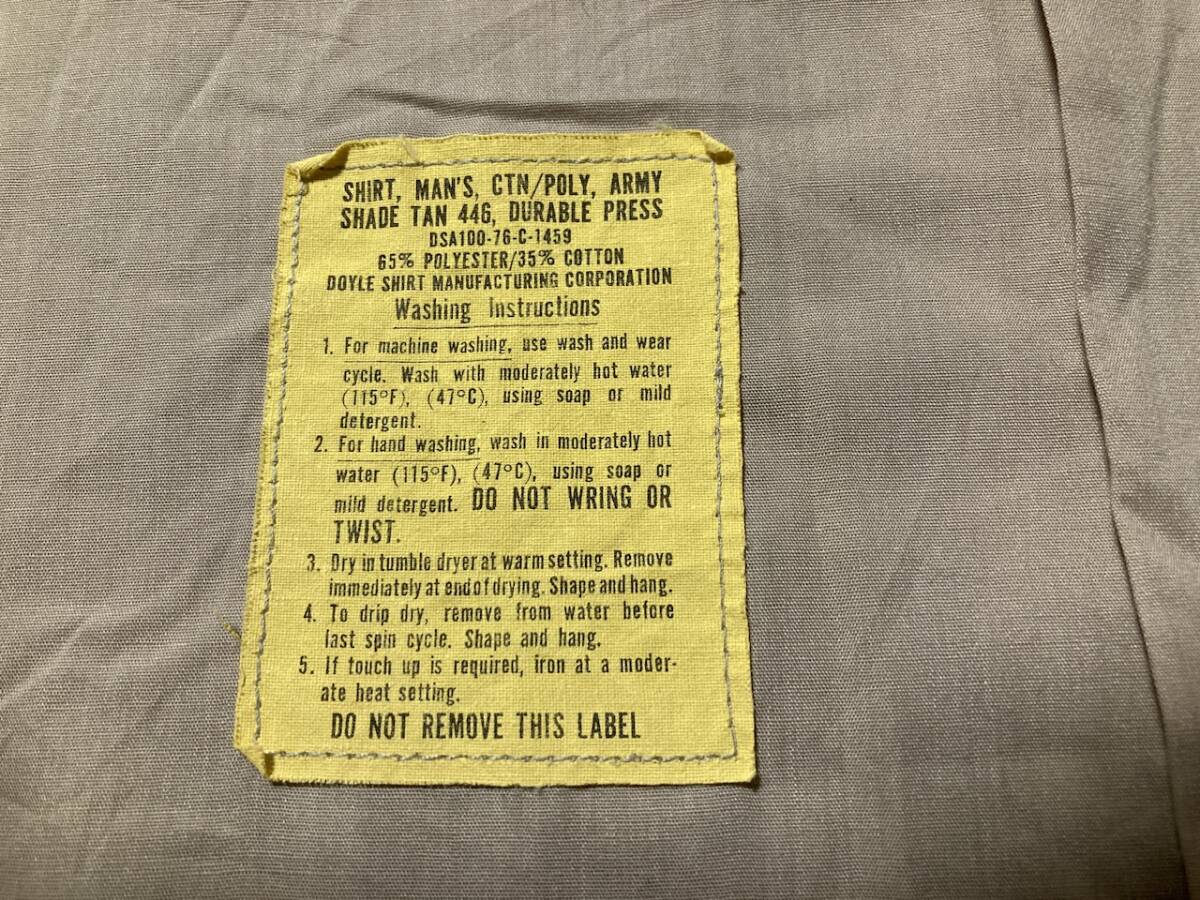 SHIRT, MAN'S, CTN/POLY, ARMY
SHADE TAN 446, DURABLE PRESS
DSA100-76-C-1459
65% POLYESTER/35% COTTON
DOYLE SHIRT MANUFACTURING CORPORATION
Washing Instructions
1. For machine washing, use wash and wear
cycle. Wash with moderately hot water
(115°F), (47°C), using soap or mild
detergent.
2. For hand washing, wash in moderately hot
water (115°F), (47°C), using soap or
mild detergent. DO NOT WRING OR
TWIST.
3. Dry in tumble dryer at warm setting. Remove
immediately at end of drying. Shape and hang.
4. To drip dry, remove from water before
last spin cycle. Shape and hang.
5. If touch up is required, iron at a moder-
ate heat setting.
DO NOT REMOVE THIS LABEL